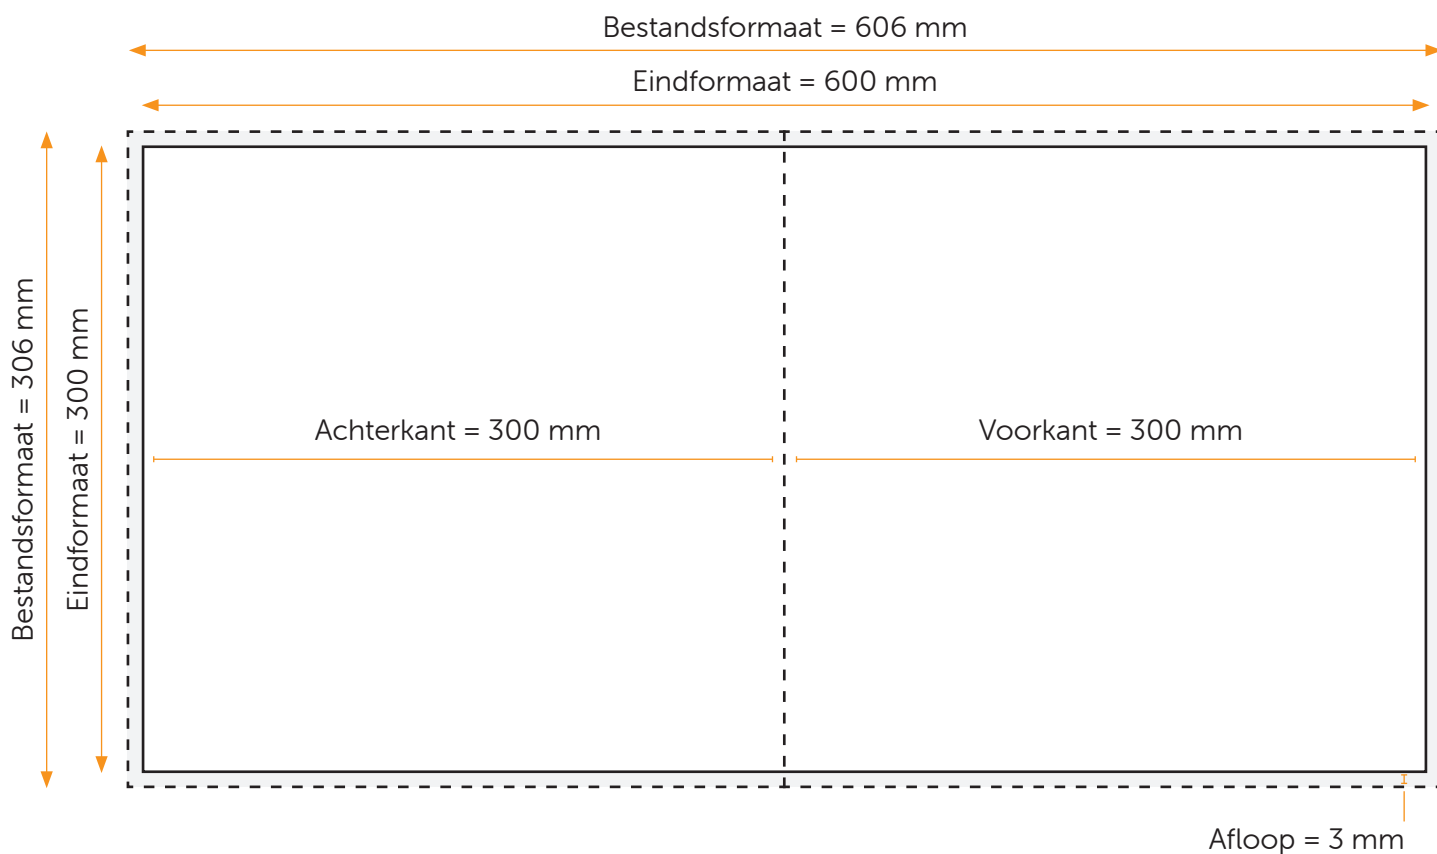 Bestandsformaat = 606 mm
Eindformaat = 600 mm
Bestandsformaat = 306 mm
Eindformaat = 300 mm
Achterkant = 300 mm
Voorkant = 300 mm
Afloop = 3 mm